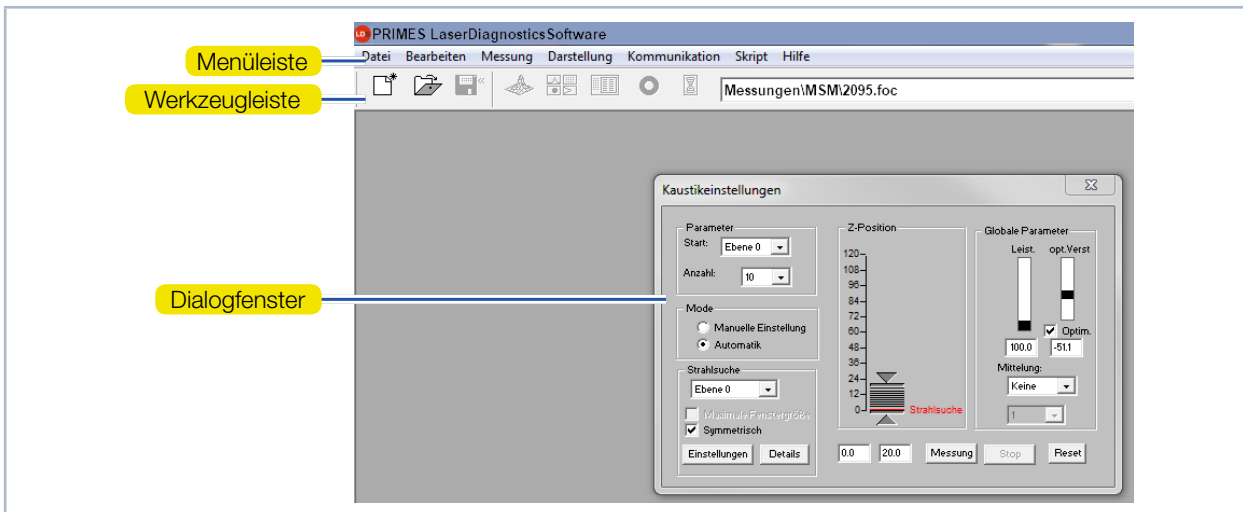 PRIMES LaserDiagnosticsSoftware
Menüleiste
Datei Bearbeiten Messung Darstellung Kommunikation Skript Hilfe
Werkzeugleiste
Messungen\MSM\2095.foc
Dialogfenster
Kaustikeinstellungen
Parameter
Start: Ebene 0
Anzahl: 10
Mode
Manuelle Einstellung
Automatik
Strahlsuche
Ebene 0
Maximale Fenstergröße
Symmetrisch
Einstellungen Details
Z-Position
120
108
96
84
72
60
48
36
24
12
0
Strahlsuche
0.0 20.0 Messung Stop Reset
Globale Parameter
Leist. opt.Verst
Optim.
100.0 -51.1
Mittelung:
Keine
1